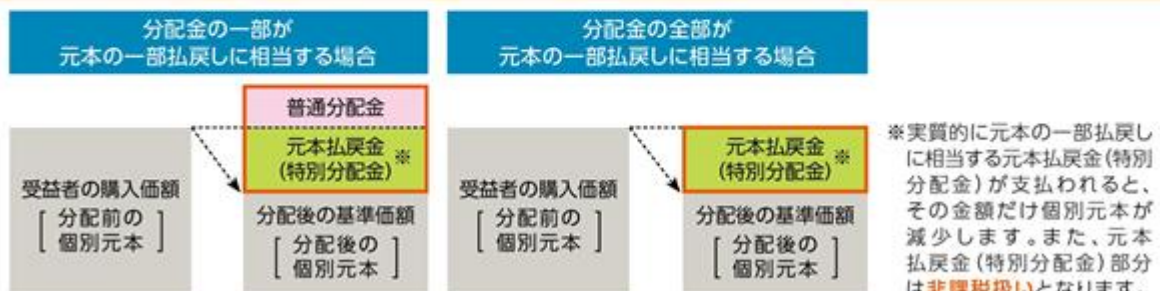 分配金の一部が
元本の一部払戻しに相当する場合
分配金の全部が
元本の一部払戻しに相当する場合
普通分配金
元本払戻金
(特別分配金)
※
受益者の購入価額
[ 分配前の
個別元本 ]
分配後の基準価額
[ 分配後の
個別元本 ]
元本払戻金
(特別分配金)
※
受益者の購入価額
[ 分配前の
個別元本 ]
分配後の基準価額
[ 分配後の
個別元本 ]
※実質的に元本の一部払戻し
に相当する元本払戻金(特別
分配金)が支払われると、
その金額だけ個別元本が
減少します。また、元本
払戻金(特別分配金)部分
は非課税扱いとなります。